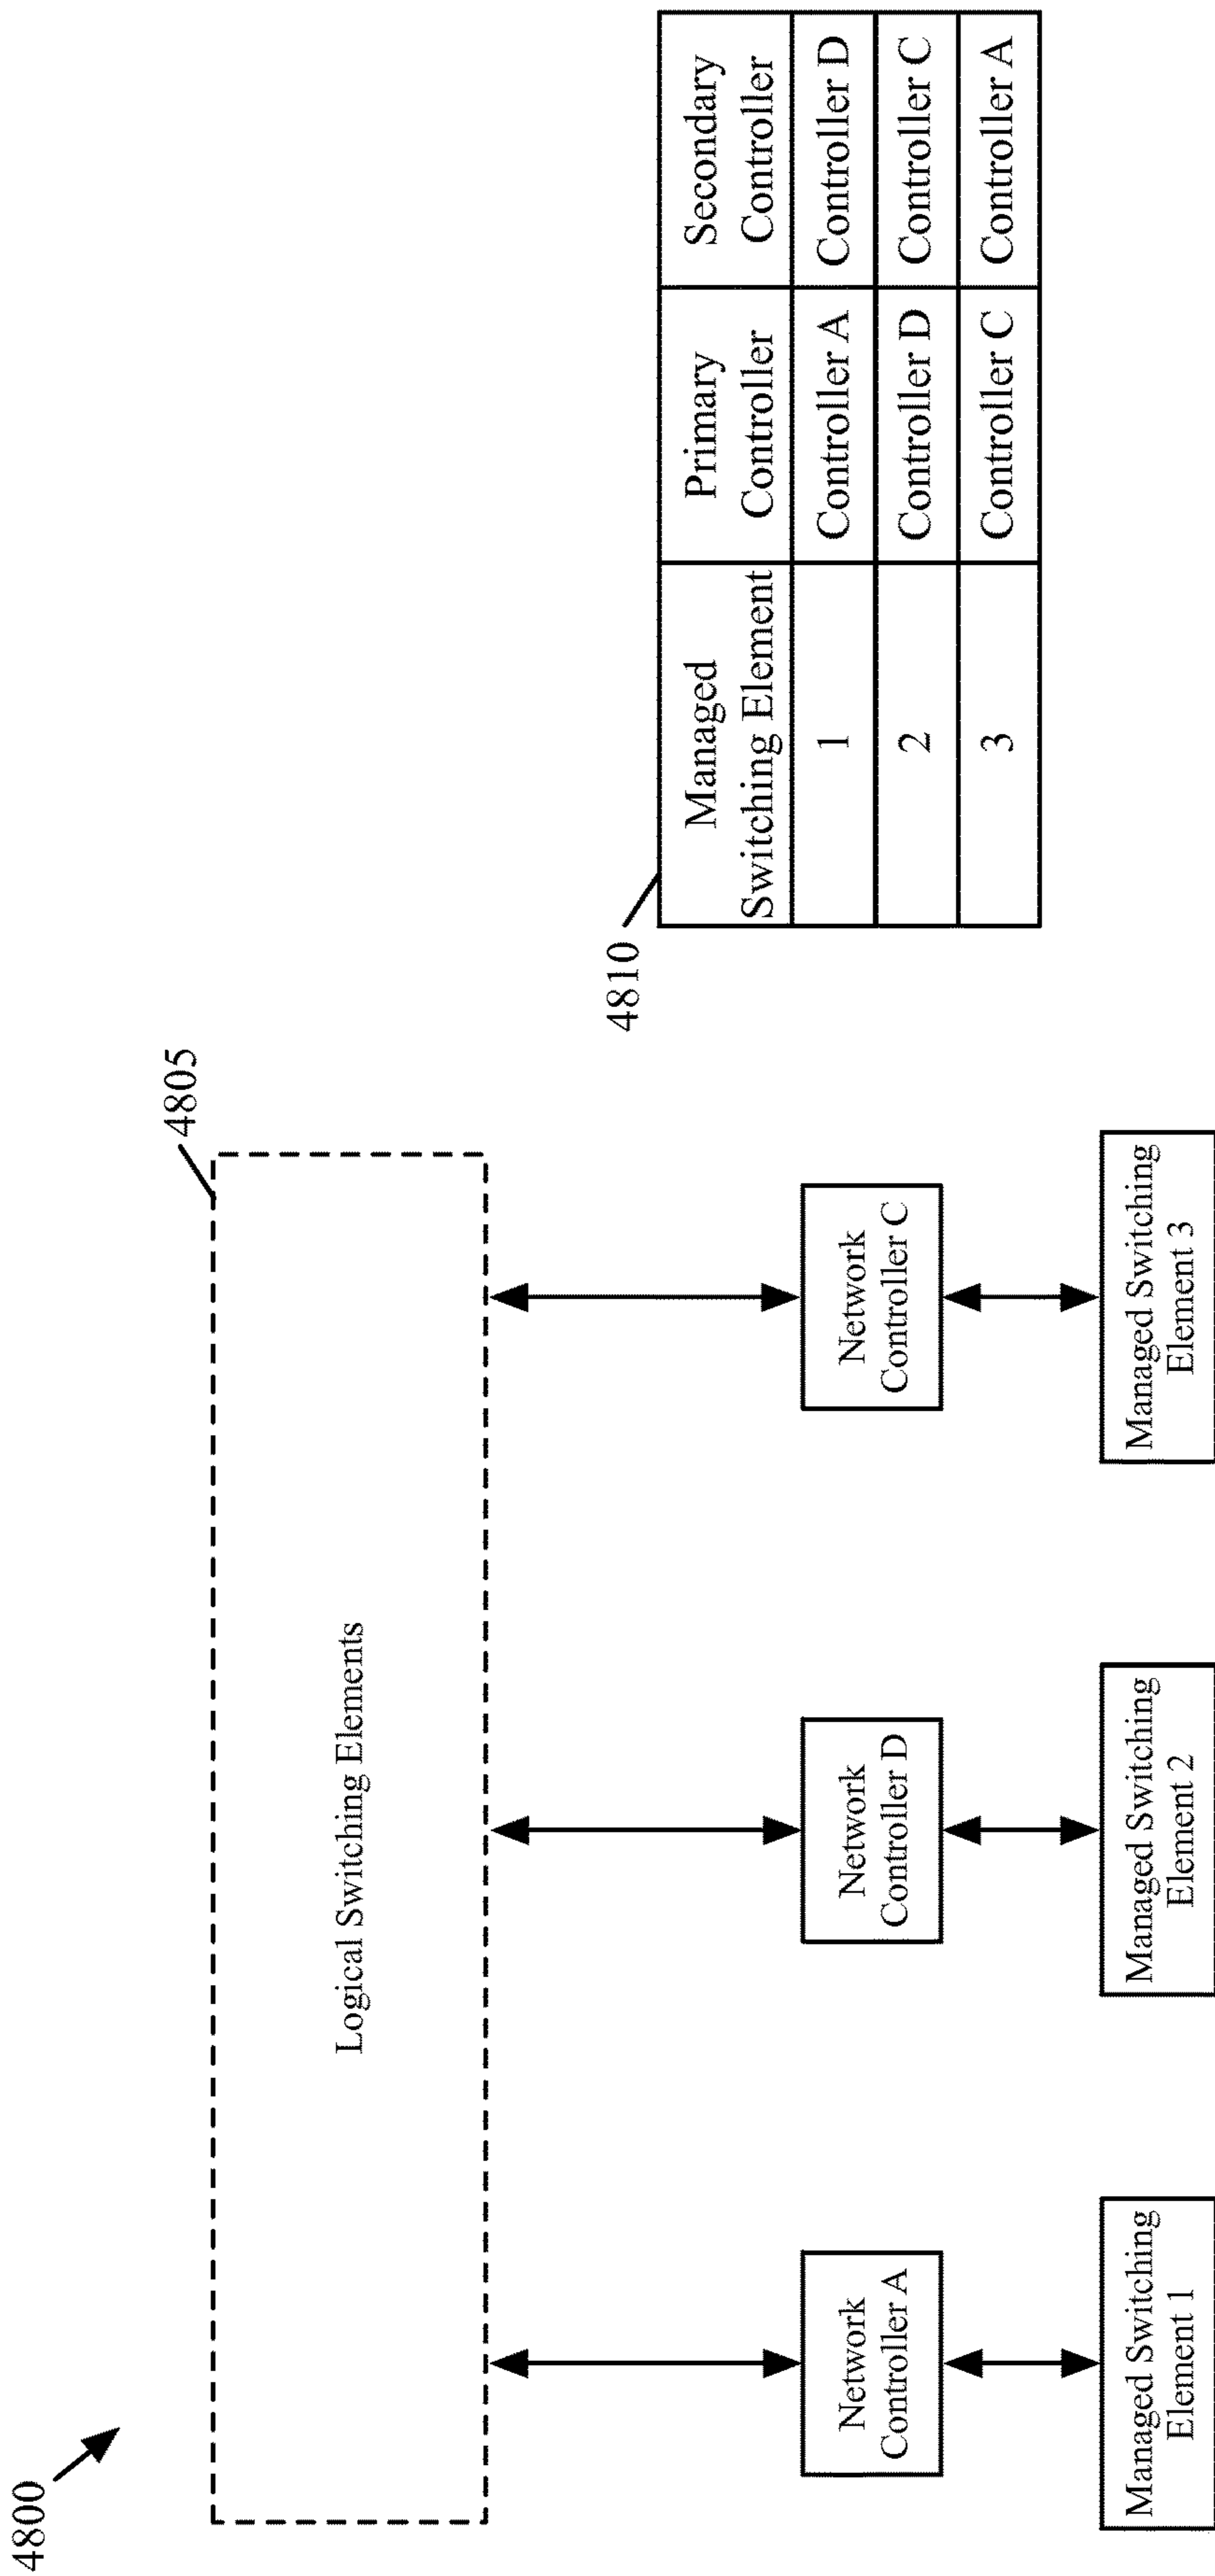 4800
4805
Logical Switching Elements
Network
Controller A
Network
Controller D
Network
Controller C
Managed Switching
Element 1
Managed Switching
Element 2
Managed Switching
Element 3
4810
Managed
Switching Element
Primary
Controller
Secondary
Controller
1
Controller A
Controller D
2
Controller D
Controller C
3
Controller C
Controller A